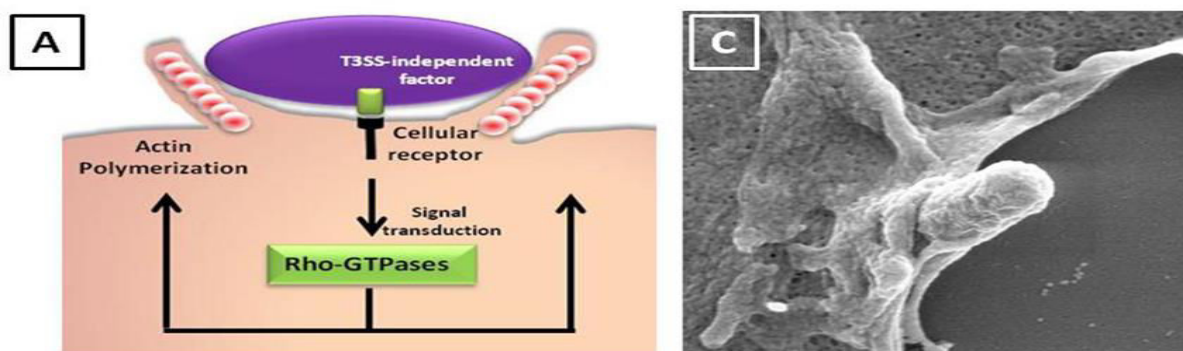 A
T3SS-independent
factor
Cellular
receptor
Actin
Polymerization
Signal
transduction
Rho-GTPases
C